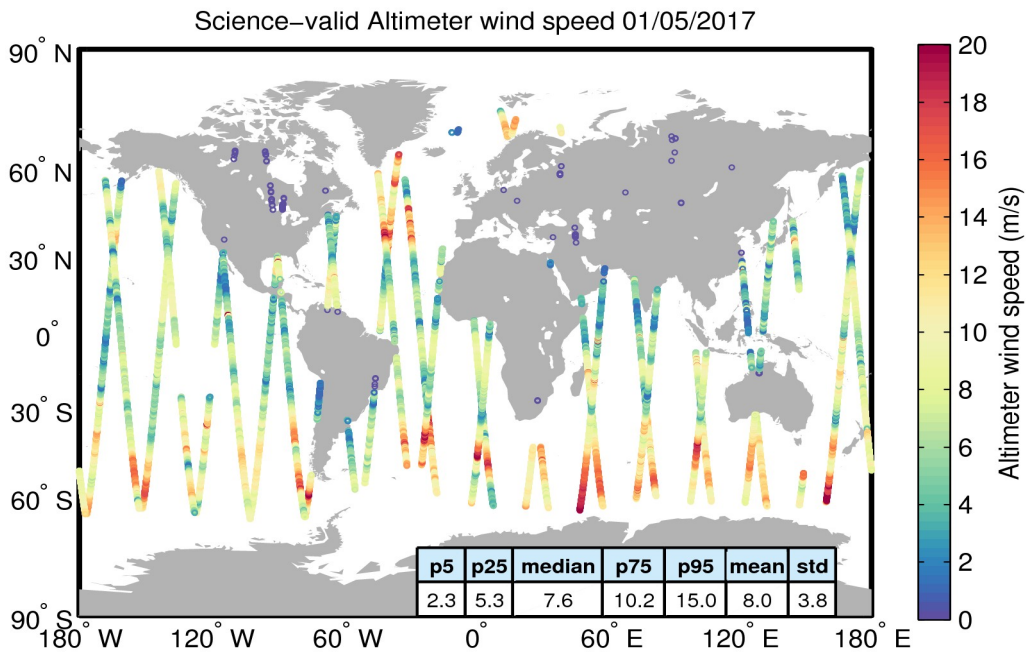 Science−valid Altimeter wind speed 01/05/2017
90° N
60° N
30° N
0°
30° S
60° S
90° S
180° W
120° W
60° W
0°
60° E
120° E
180° E
p5 p25 median p75 p95 mean std
2.3 5.3 7.6 10.2 15.0 8.0 3.8
20
18
16
14
12
10
8
6
4
2
0
Altimeter wind speed (m/s)